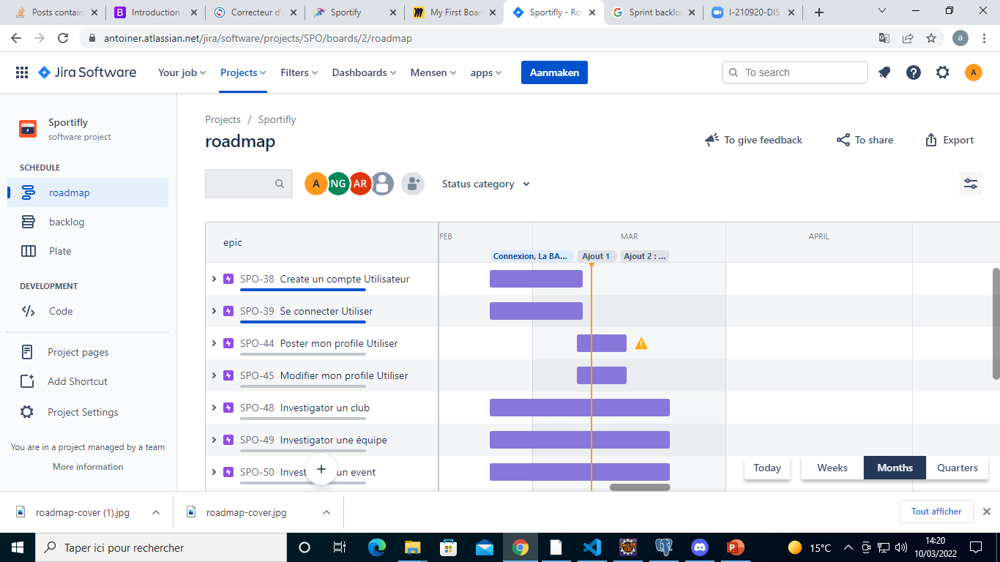 Posts contain
Introduction
Correcteur d'
Sportify
My First Boar
Sportifly - Ro
Sprint backlo
I-210920-DIS
antoiner.atlassian.net/jira/software/projects/SPO/boards/2/roadmap
a
Jira Software
Your job
Projects
Filters
Dashboards
Mensen
apps
Aanmaken
To search
A
Sportifly
software project
SCHEDULE
roadmap
backlog
Plate
DEVELOPMENT
Code
Project pages
Add Shortcut
Project Settings
You are in a project managed by a team
More information
Projects / Sportifly
roadmap
To give feedback
To share
Export
A
NG
AR
Status category
epic
FEB
MAR
APRIL
Connexion, La BA...
Ajout 1
Ajout 2 : ...
SPO-38 Create un compte Utilisateur
SPO-39 Se connecter Utiliser
SPO-44 Poster mon profile Utiliser
SPO-45 Modifier mon profile Utiliser
SPO-48 Investigator un club
SPO-49 Investigator une équipe
SPO-50 Invest un event
Today
Weeks
Months
Quarters
roadmap-cover (1).jpg
roadmap-cover.jpg
Tout afficher
Taper ici pour rechercher
15°C
14:20
10/03/2022